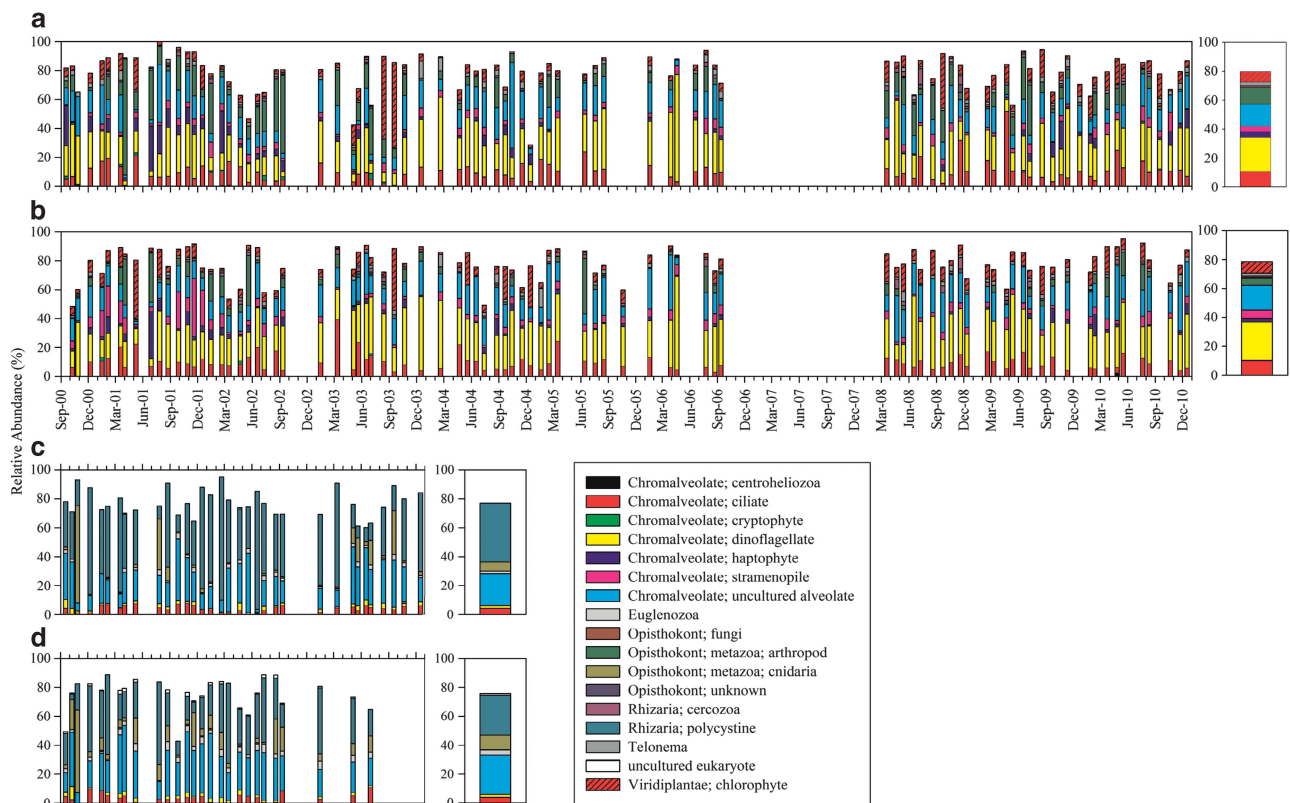 a
100
80
60
40
20
0
100
80
60
40
20
0
b
100
80
60
40
20
0
100
80
60
40
20
0
Sep-00
Dec-00
Mar-01
Jun-01
Sep-01
Dec-01
Mar-02
Jun-02
Sep-02
Dec-02
Mar-03
Jun-03
Sep-03
Dec-03
Mar-04
Jun-04
Sep-04
Dec-04
Mar-05
Jun-05
Sep-05
Dec-05
Mar-06
Jun-06
Sep-06
Dec-06
Mar-07
Jun-07
Sep-07
Dec-07
Mar-08
Jun-08
Sep-08
Dec-08
Mar-09
Jun-09
Sep-09
Dec-09
Mar-10
Jun-10
Sep-10
Dec-10
Relative Abundance (%)
c
100
80
60
40
20
0
100
80
60
40
20
0
d
100
80
60
40
20
0
100
80
60
40
20
0
Chromalveolate; centroheliozoa
Chromalveolate; ciliate
Chromalveolate; cryptophyte
Chromalveolate; dinoflagellate
Chromalveolate; haptophyte
Chromalveolate; stramenopile
Chromalveolate; uncultured alveolate
Euglenozoa
Opisthokont; fungi
Opisthokont; metazoa; arthropod
Opisthokont; metazoa; cnidaria
Opisthokont; unknown
Rhizaria; cercozoa
Rhizaria; polycystine
Telonema
uncultured eukaryote
Viridiplantae; chlorophyte